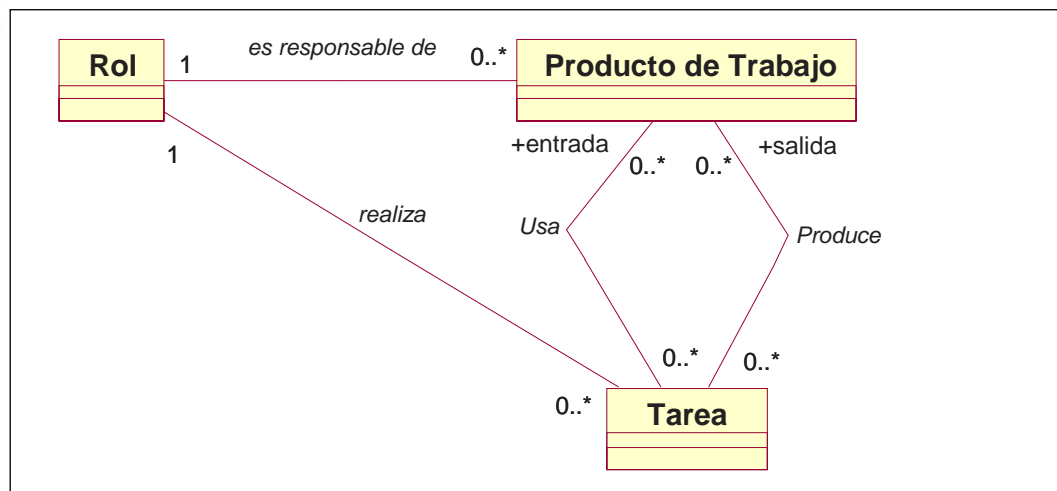 es responsable de
Rol
1
0..*
Producto de Trabajo
+entrada
+salida
1
0..*
0..*
realiza
Usa
Produce
0..*
0..*
0..*
Tarea